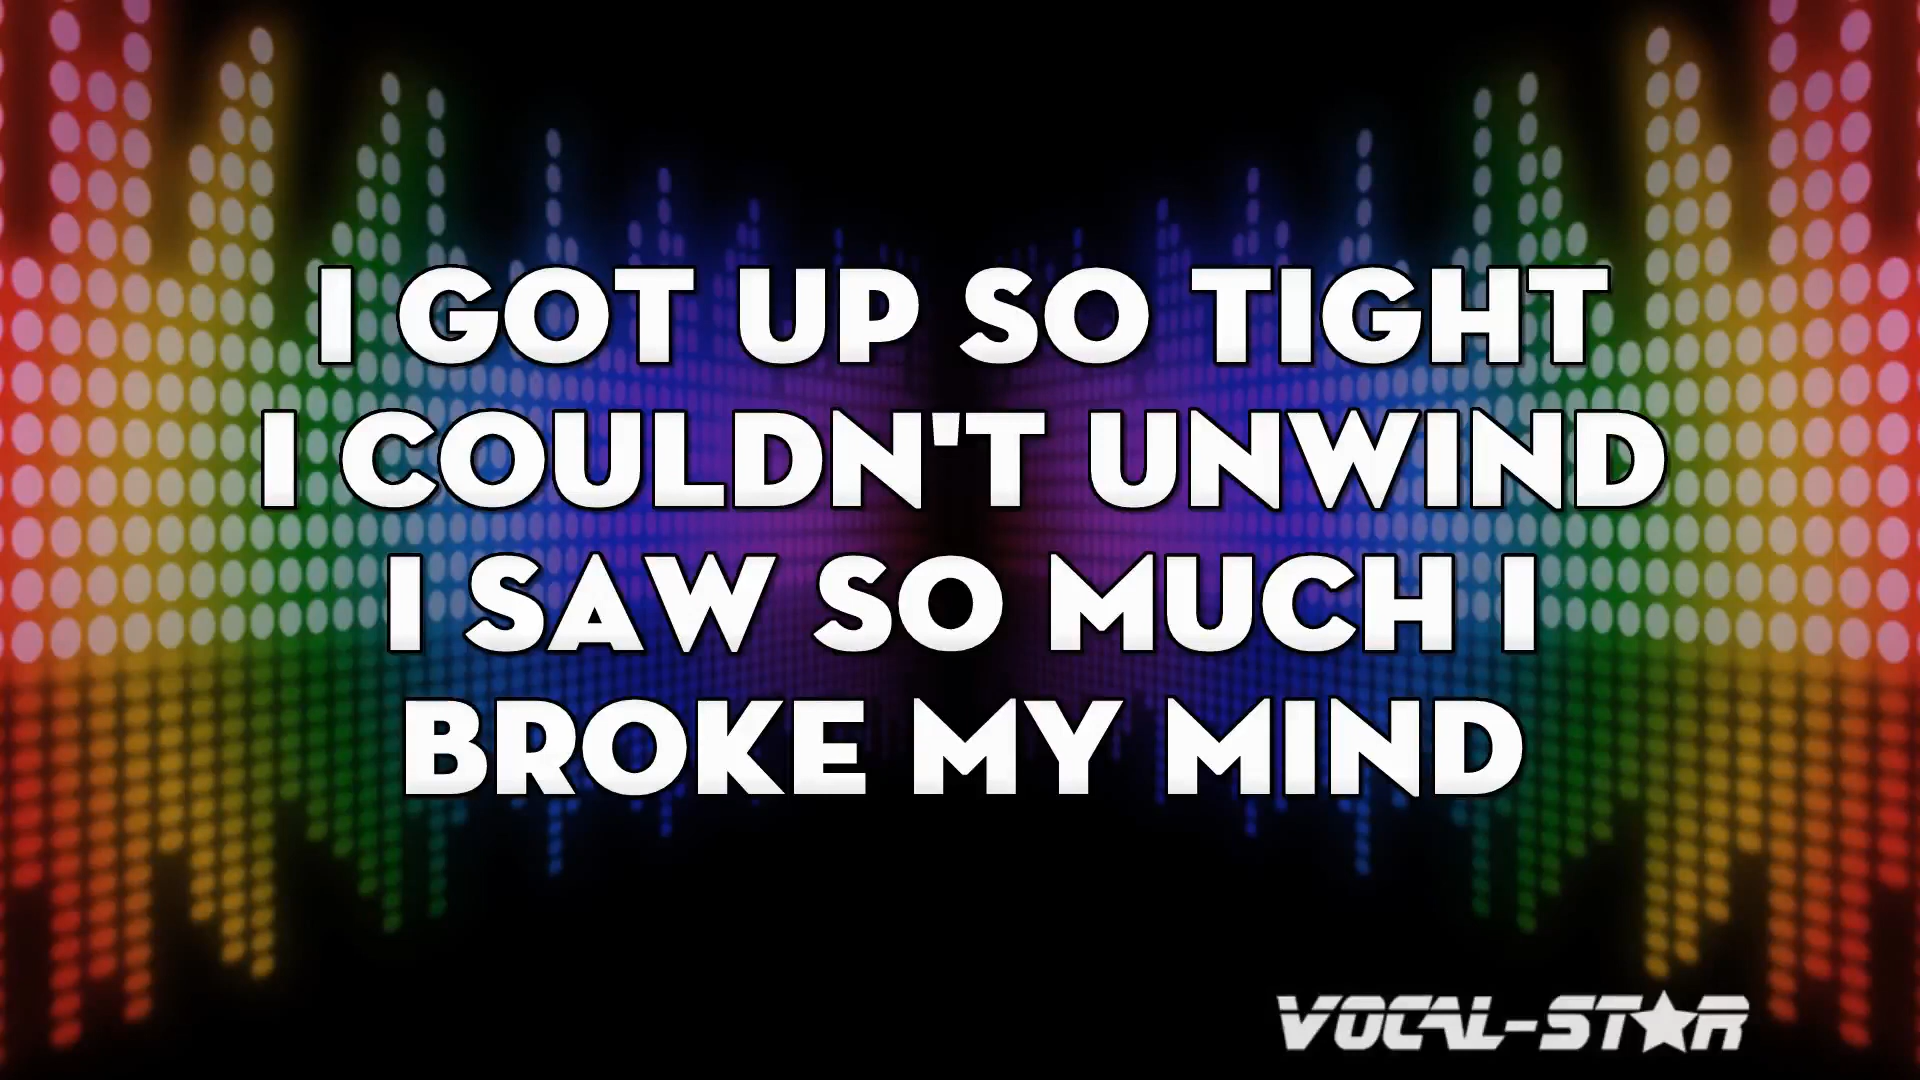 I GOT UP SO TIGHT
I COULDN'T UNWIND
I SAW SO MUCH I
BROKE MY MIND
VOCAL-STAR